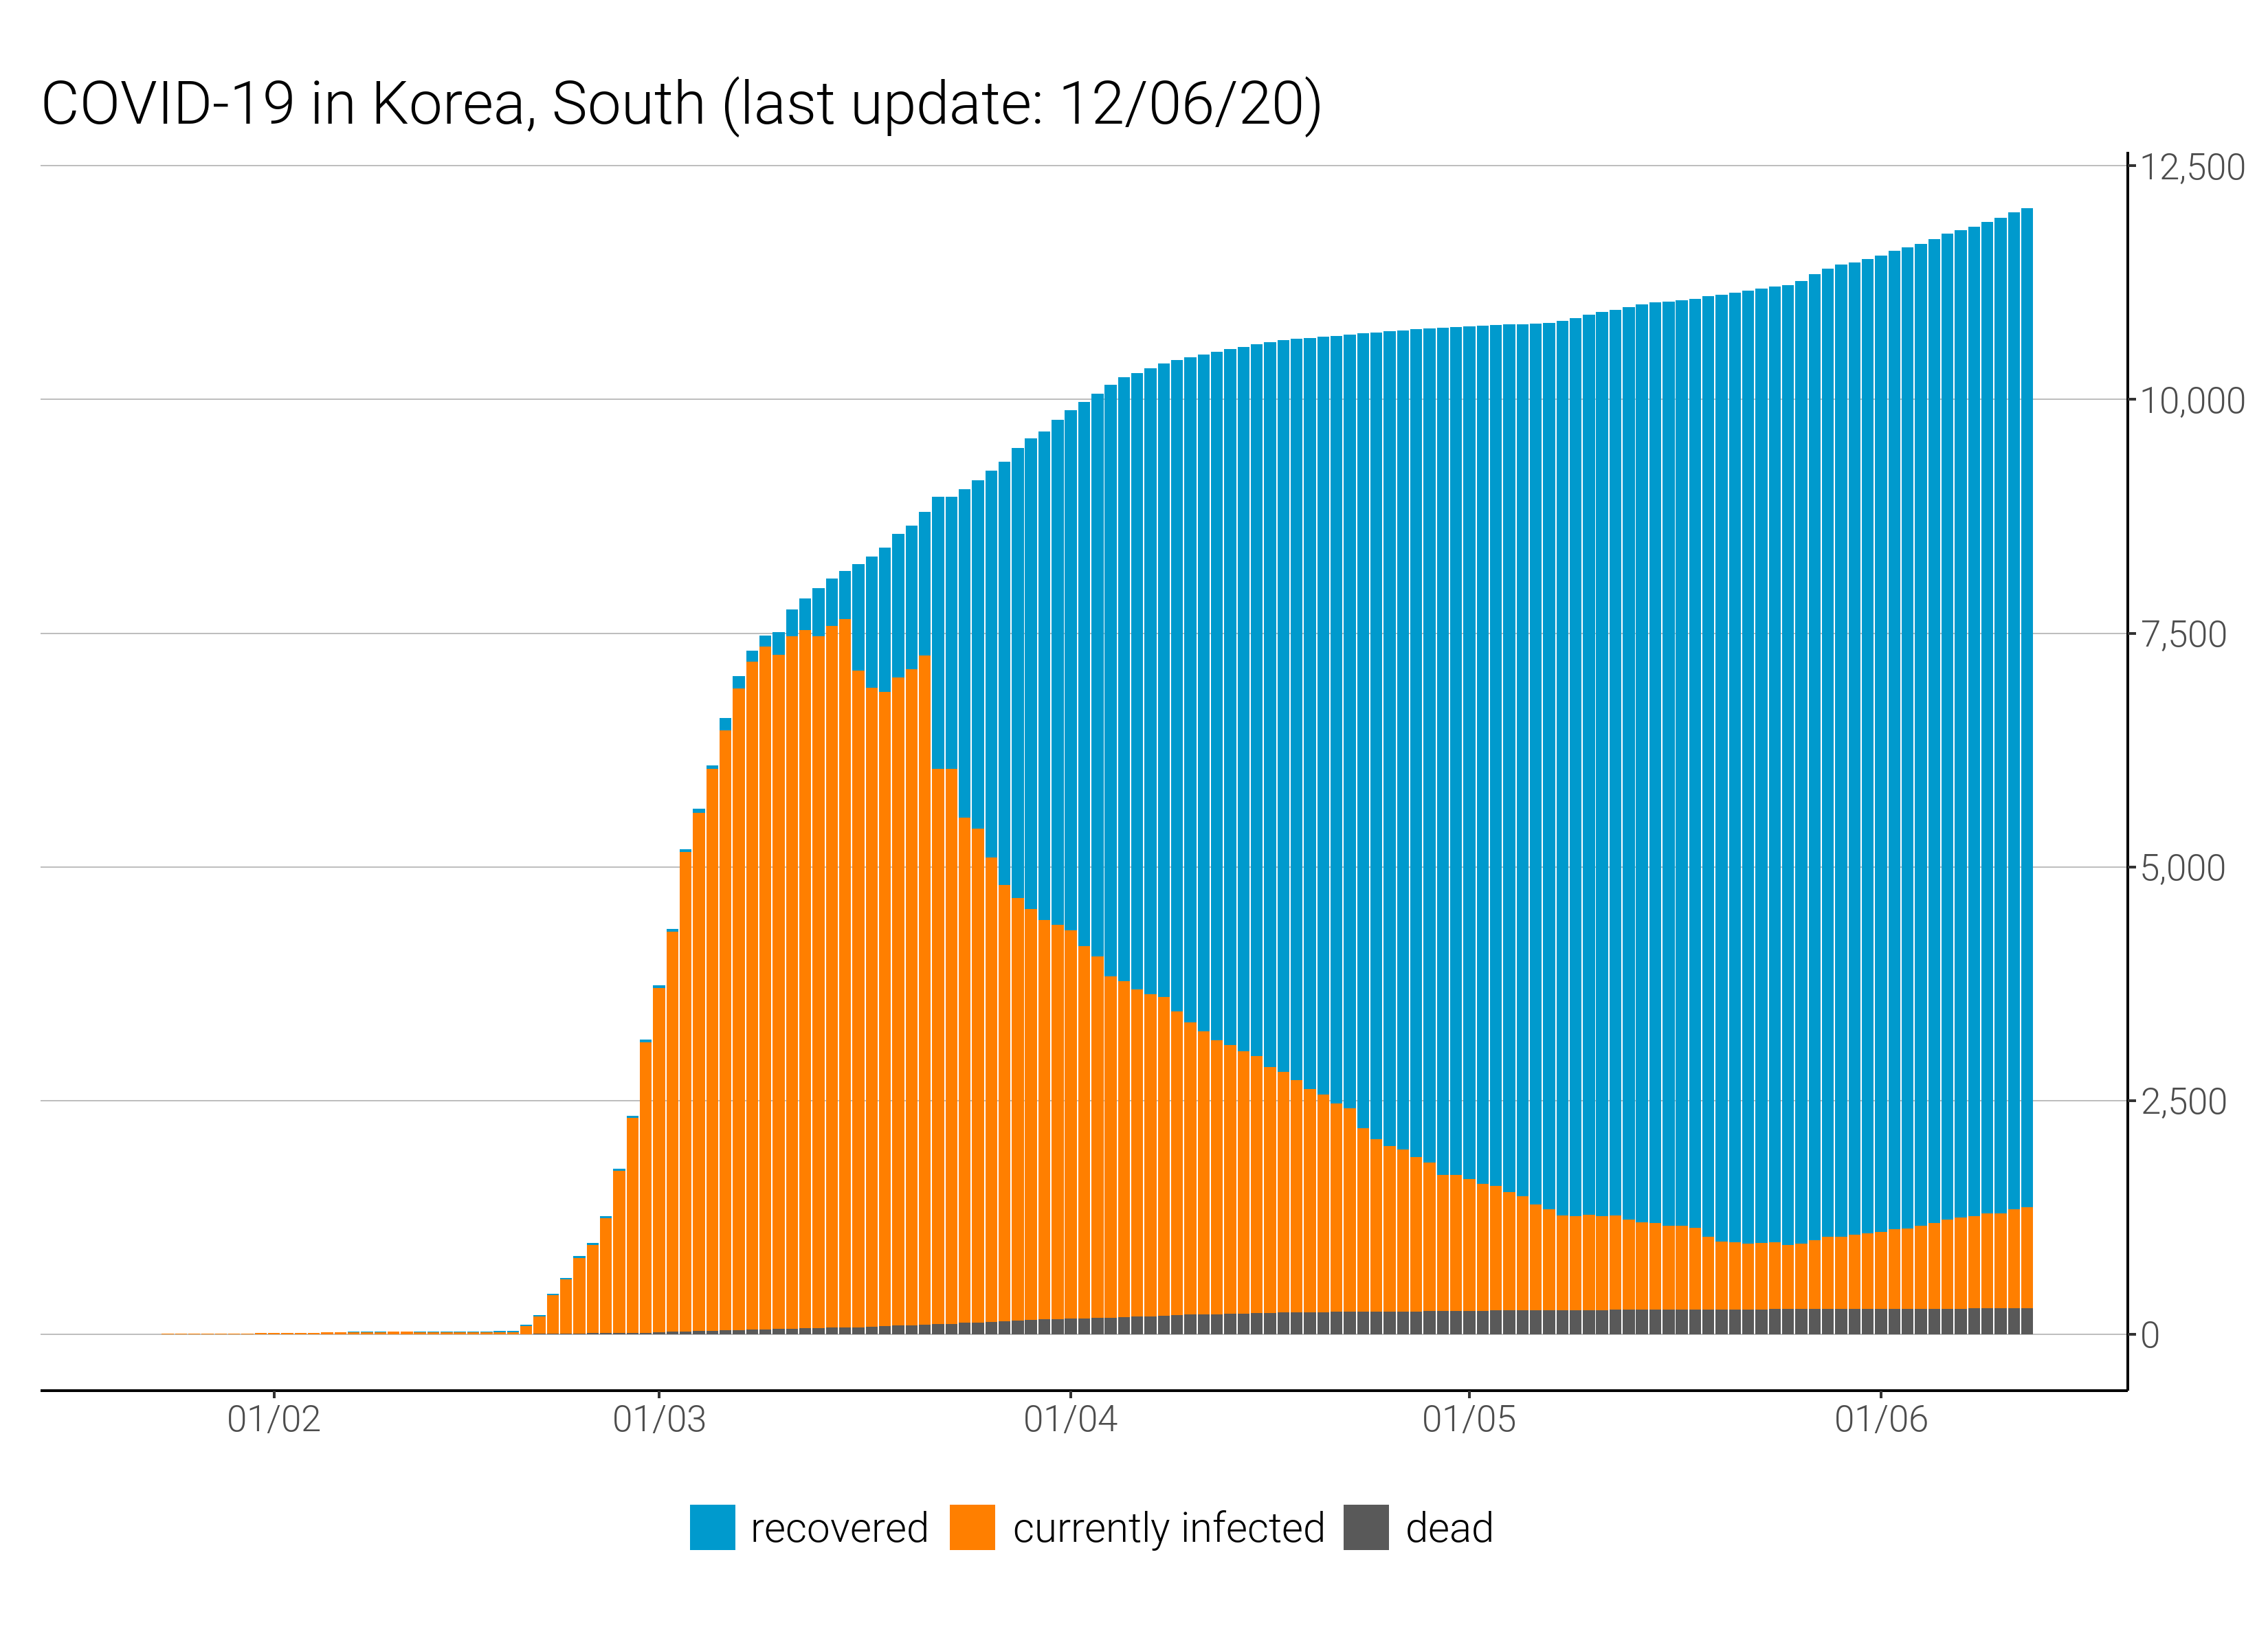 COVID-19 in Korea, South (last update: 12/06/20)
12,500
10,000
7,500
5,000
2,500
0
01/02 01/03 01/04 01/05 01/06
recovered currently infected dead